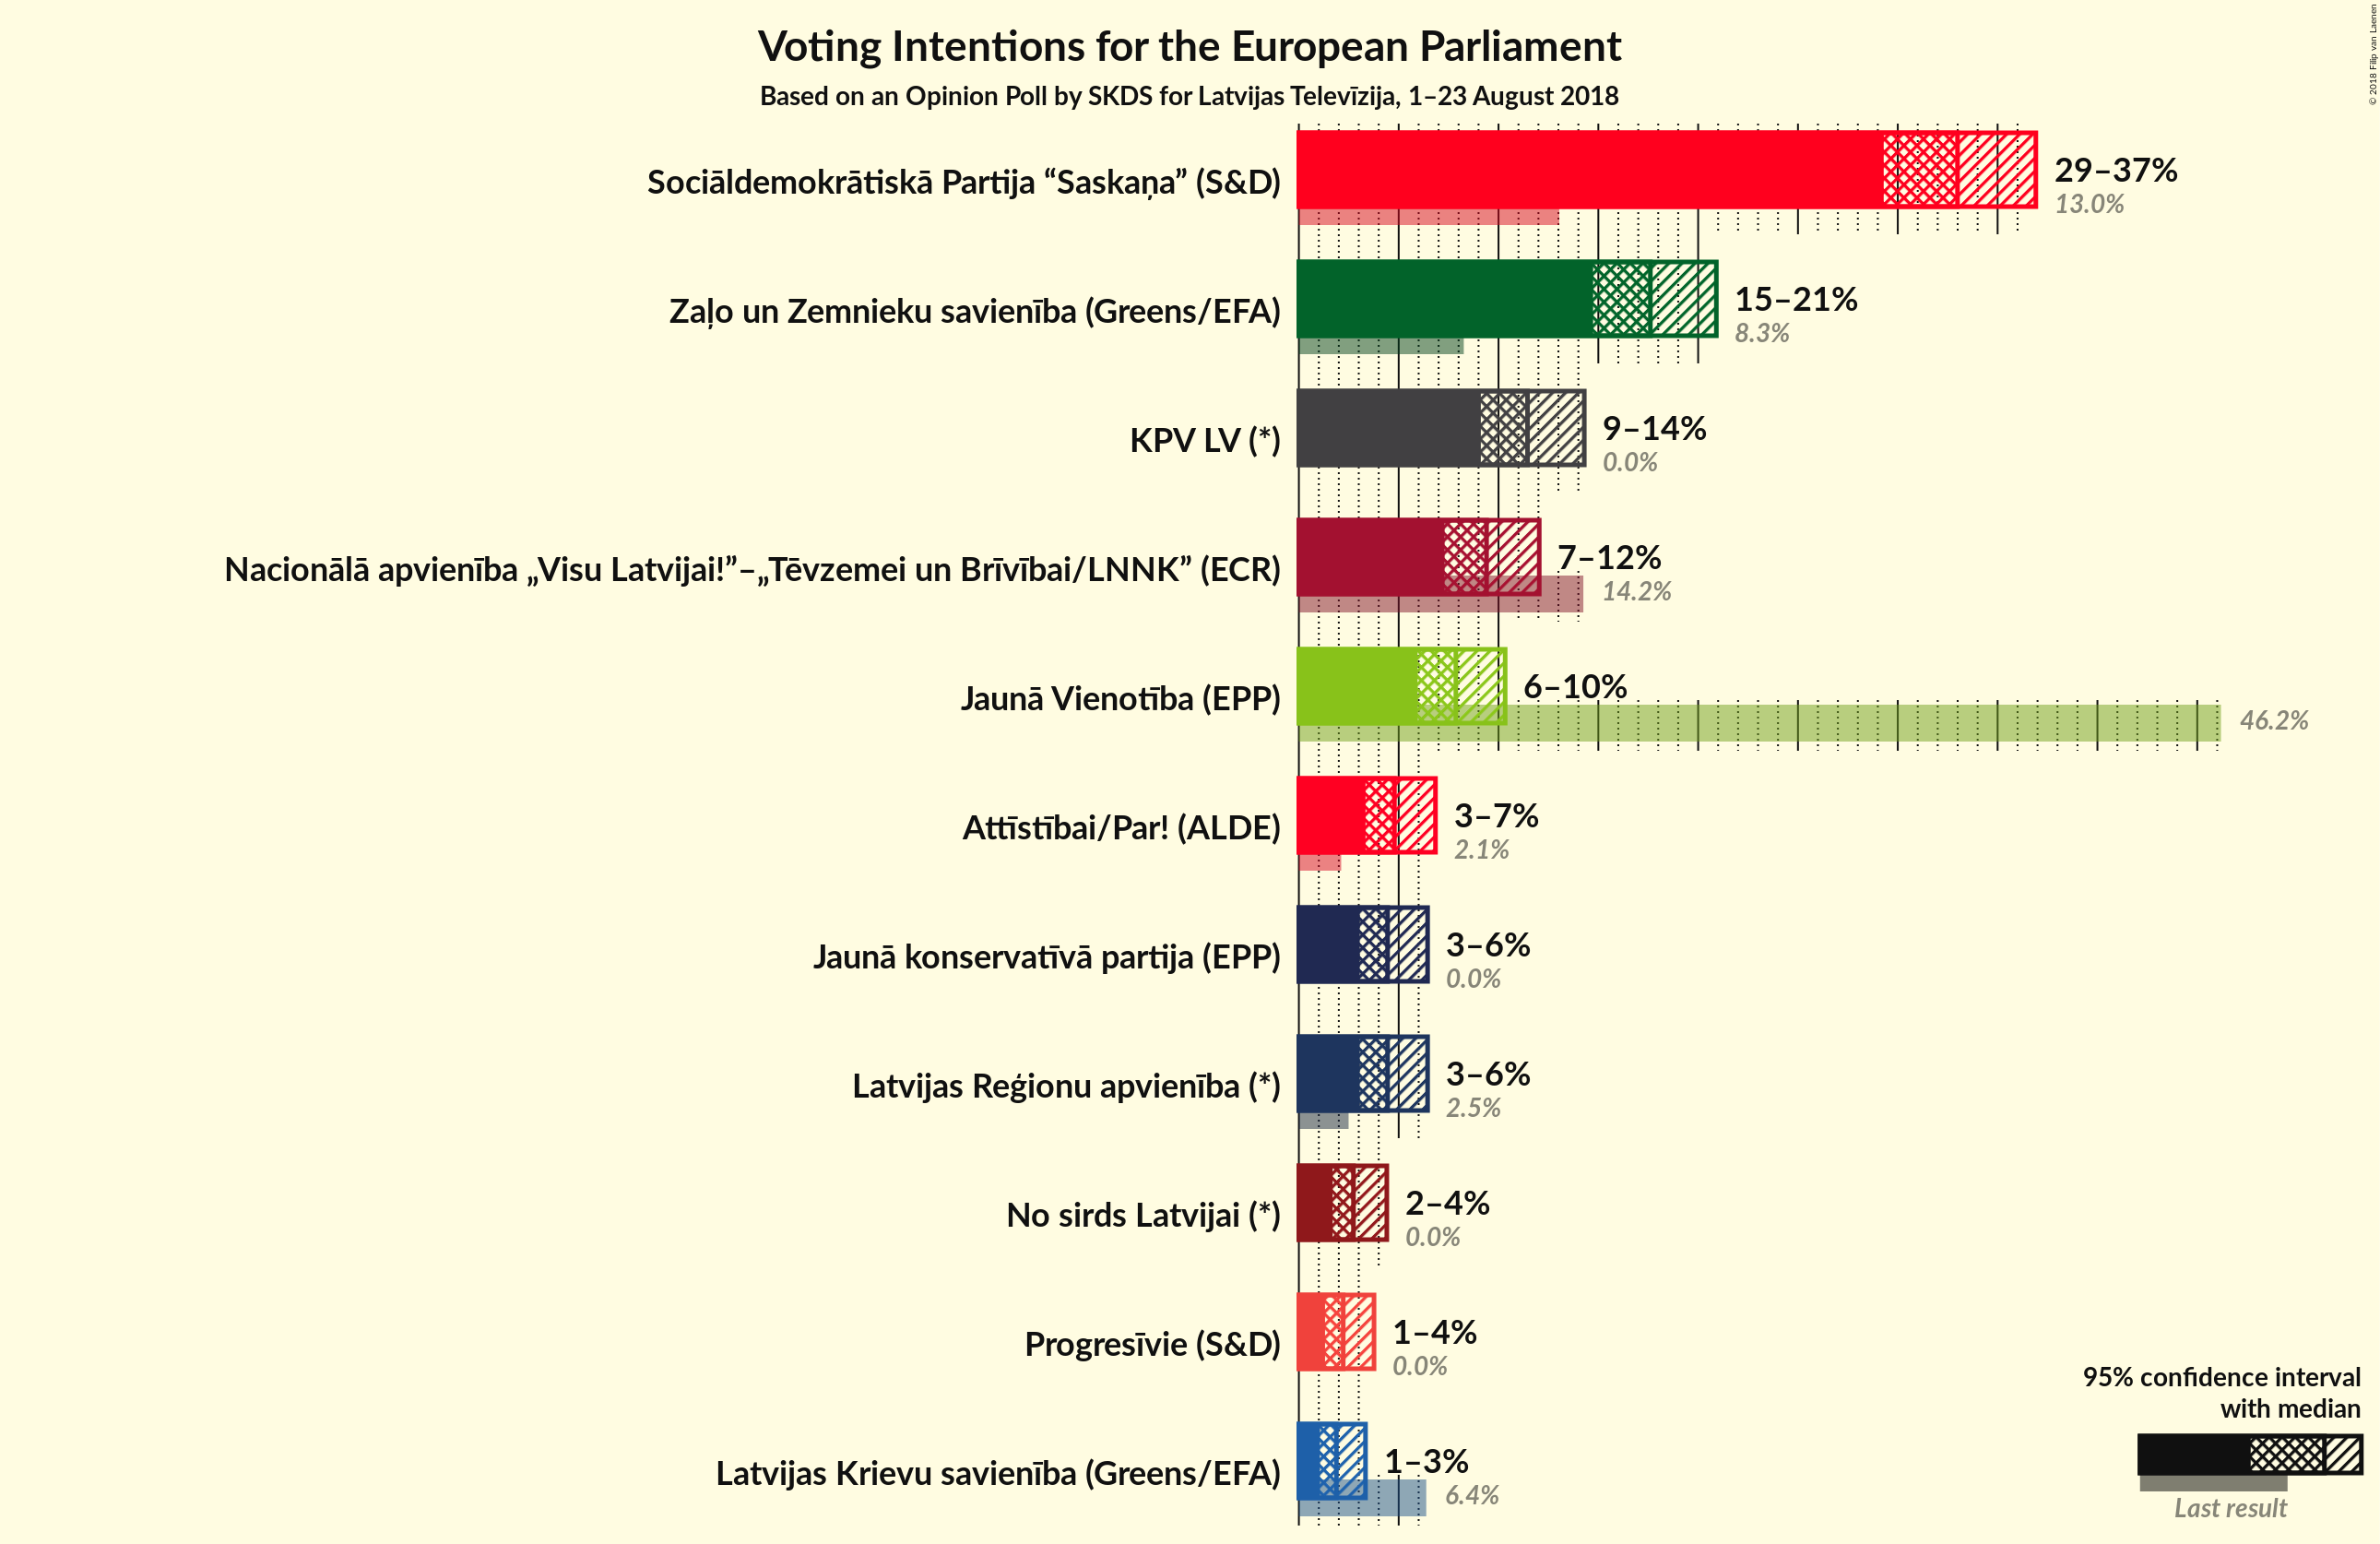 Voting Intentions for the European Parliament
Based on an Opinion Poll by SKDS for Latvijas Televīzija, 1–23 August 2018
© 2018 Filip van Laenen
Sociāldemokrātiskā Partija “Saskaņa” (S&D)
29–37%
13.0%
Zaļo un Zemnieku savienība (Greens/EFA)
15–21%
8.3%
KPV LV (*)
9–14%
0.0%
Nacionālā apvienība „Visu Latvijai!”–„Tēvzemei un Brīvībai/LNNK” (ECR)
7–12%
14.2%
Jaunā Vienotība (EPP)
6–10%
46.2%
Attīstībai/Par! (ALDE)
3–7%
2.1%
Jaunā konservatīvā partija (EPP)
3–6%
0.0%
Latvijas Reģionu apvienība (*)
3–6%
2.5%
No sirds Latvijai (*)
2–4%
0.0%
Progresīvie (S&D)
1–4%
0.0%
Latvijas Krievu savienība (Greens/EFA)
1–3%
6.4%
95% confidence interval
with median
Last result